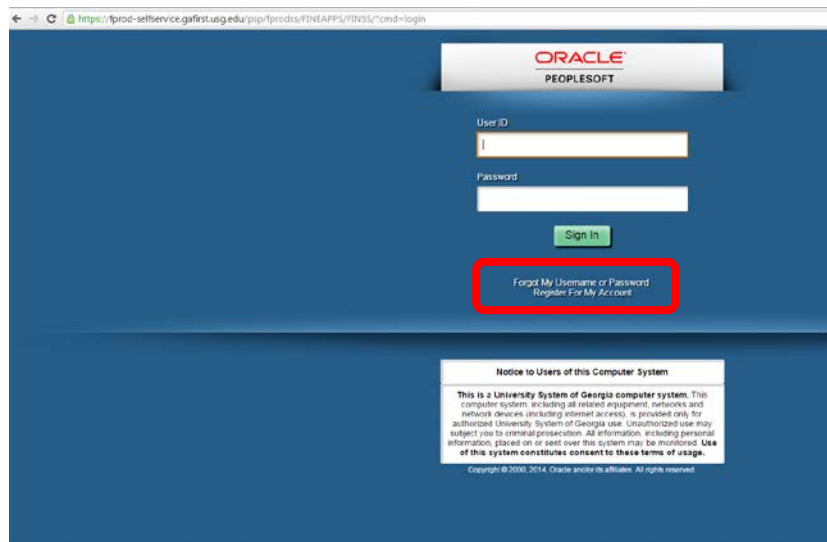 https://fprod-selfservice.gafirst.usg.edu/psp/fprodss/FINEAPPS/FINSS/?cmd=login
ORACLE
PEOPLESOFT
User ID
Password
Sign In
Forgot My Username or Password
Register For My Account
Notice to Users of this Computer System
This is a University System of Georgia computer system. This
computer system, including all related equipment, networks and
network devices (including internet access), is provided only for
authorized University System of Georgia use. Unauthorized use may
subject you to criminal prosecution. All information, including personal
information, placed on or sent over this system may be monitored. Use
of this system constitutes consent to these terms of usage.
Copyright © 2000, 2014, Oracle and/or its affiliates. All rights reserved.